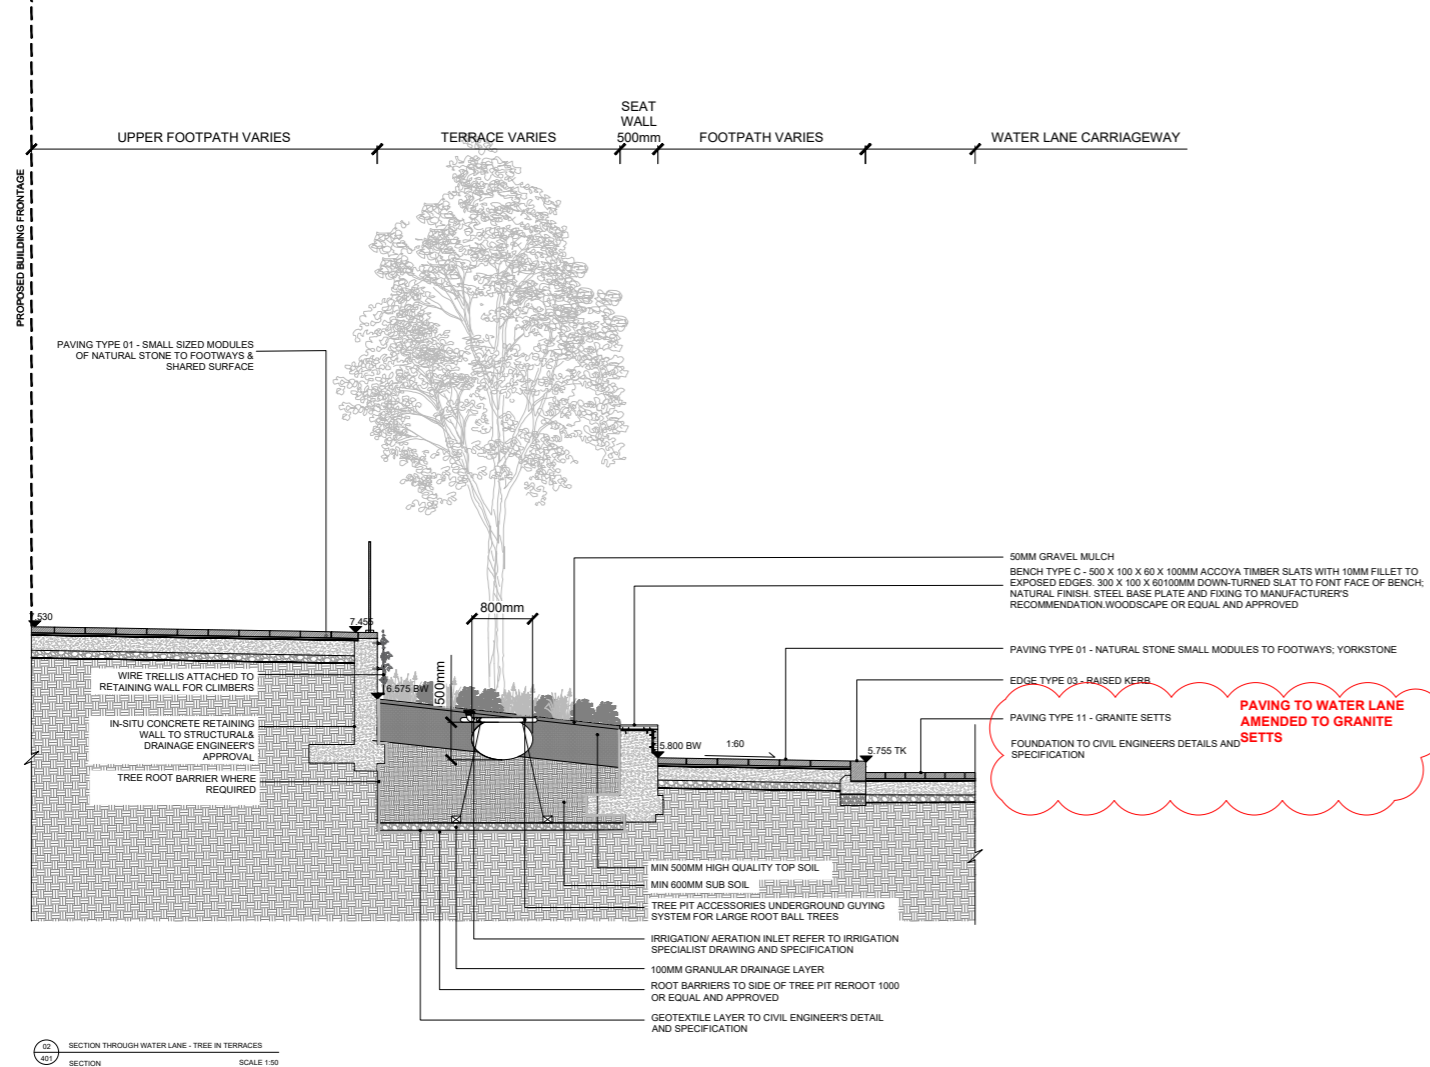 SEAT
WALL
500mm
UPPER FOOTPATH VARIES
TERRACE VARIES
FOOTPATH VARIES
WATER LANE CARRIAGEWAY
PROPOSED BUILDING FRONTAGE
PAVING TYPE 01 - SMALL SIZED MODULES
OF NATURAL STONE TO FOOTWAYS &
SHARED SURFACE
50MM GRAVEL MULCH
BENCH TYPE C - 500 X 100 X 60 X 100MM ACCOYA TIMBER SLATS WITH 10MM FILLET TO
EXPOSED EDGES. 300 X 100 X 60100MM DOWN-TURNED SLAT TO FONT FACE OF BENCH;
NATURAL FINISH. STEEL BASE PLATE AND FIXING TO MANUFACTURER'S
RECOMMENDATION.WOODSCAPE OR EQUAL AND APPROVED
800mm
530
7.455
PAVING TYPE 01 - NATURAL STONE SMALL MODULES TO FOOTWAYS; YORKSTONE
WIRE TRELLIS ATTACHED TO
RETAINING WALL FOR CLIMBERS
6.575 BW
500mm
EDGE TYPE 03 - RAISED KERB
PAVING TO WATER LANE
AMENDED TO GRANITE
SETTS
PAVING TYPE 11 - GRANITE SETTS
FOUNDATION TO CIVIL ENGINEERS DETAILS AND
SPECIFICATION
IN-SITU CONCRETE RETAINING
WALL TO STRUCTURAL&
DRAINAGE ENGINEER'S
APPROVAL
5.800 BW
1:60
5.755 TK
TREE ROOT BARRIER WHERE
REQUIRED
MIN 500MM HIGH QUALITY TOP SOIL
MIN 600MM SUB SOIL
TREE PIT ACCESSORIES UNDERGROUND GUYING
SYSTEM FOR LARGE ROOT BALL TREES
IRRIGATION/ AERATION INLET REFER TO IRRIGATION
SPECIALIST DRAWING AND SPECIFICATION
100MM GRANULAR DRAINAGE LAYER
ROOT BARRIERS TO SIDE OF TREE PIT REROOT 1000
OR EQUAL AND APPROVED
GEOTEXTILE LAYER TO CIVIL ENGINEER'S DETAIL
AND SPECIFICATION
02
401
SECTION THROUGH WATER LANE - TREE IN TERRACES
SECTION
SCALE 1:50